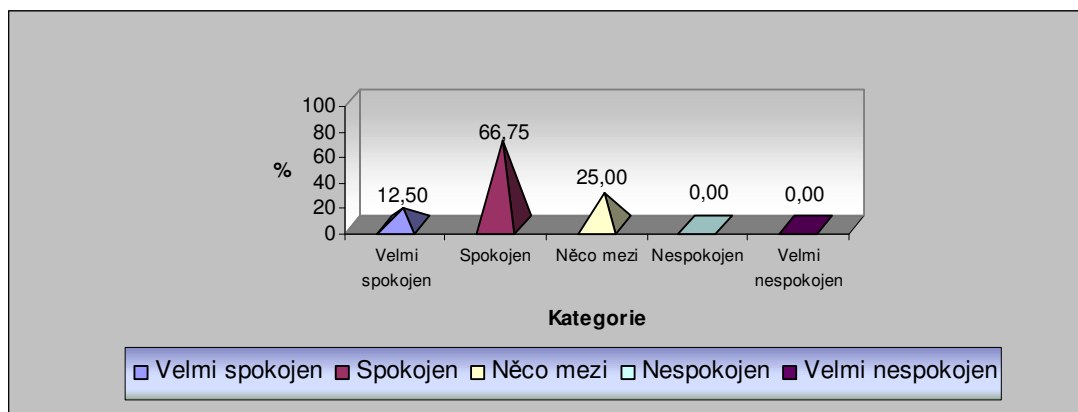 100
80
60
40
20
0
%
12,50
66,75
25,00
0,00
0,00
Velmi spokojen
Spokojen
Něco mezi
Nespokojen
Velmi nespokojen
Kategorie
Velmi spokojen Spokojen Něco mezi Nespokojen Velmi nespokojen